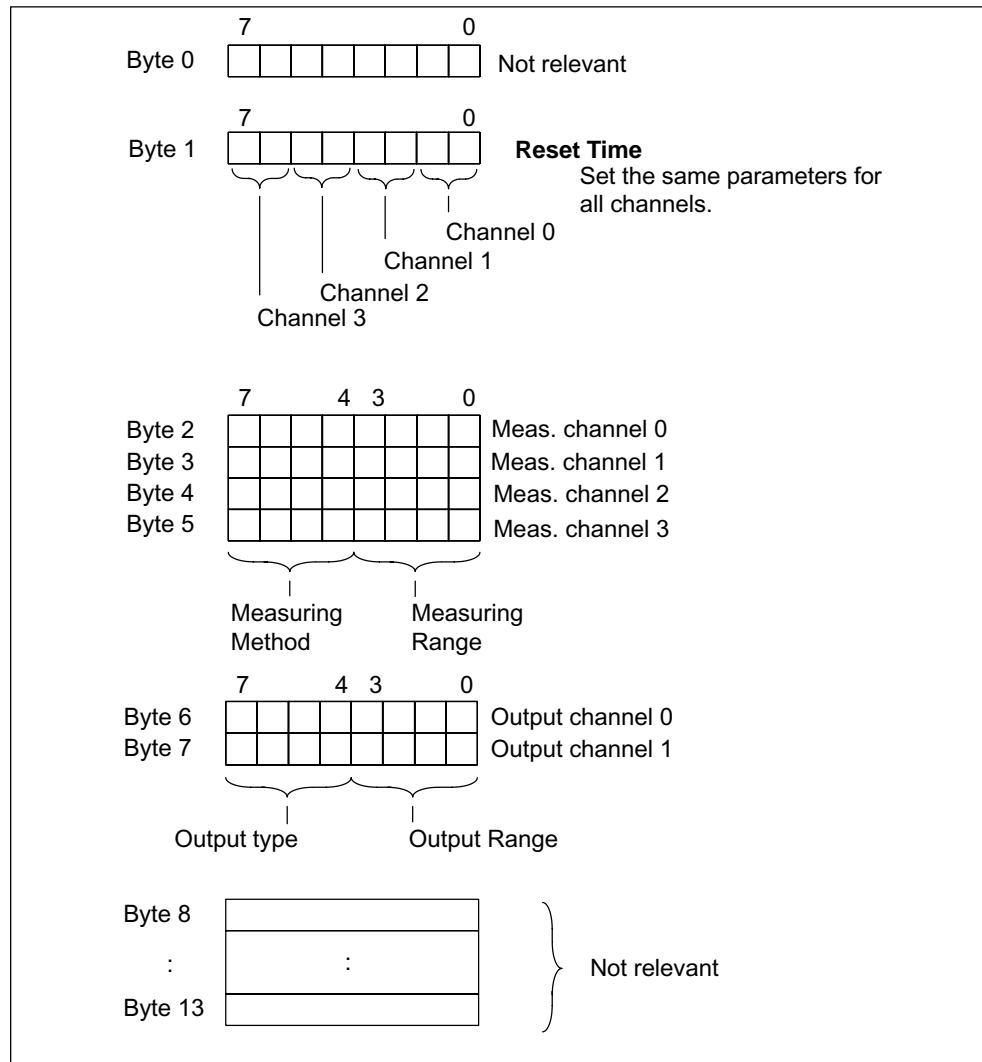 7 0
Byte 0 Not relevant
7 0
Byte 1 Reset Time
Set the same parameters for
all channels.
Channel 0
Channel 1
Channel 2
Channel 3
7 4 3 0
Byte 2 Meas. channel 0
Byte 3 Meas. channel 1
Byte 4 Meas. channel 2
Byte 5 Meas. channel 3
Measuring Measuring
Method Range
7 4 3 0
Byte 6 Output channel 0
Byte 7 Output channel 1
Output type Output Range
Byte 8
: : Not relevant
Byte 13